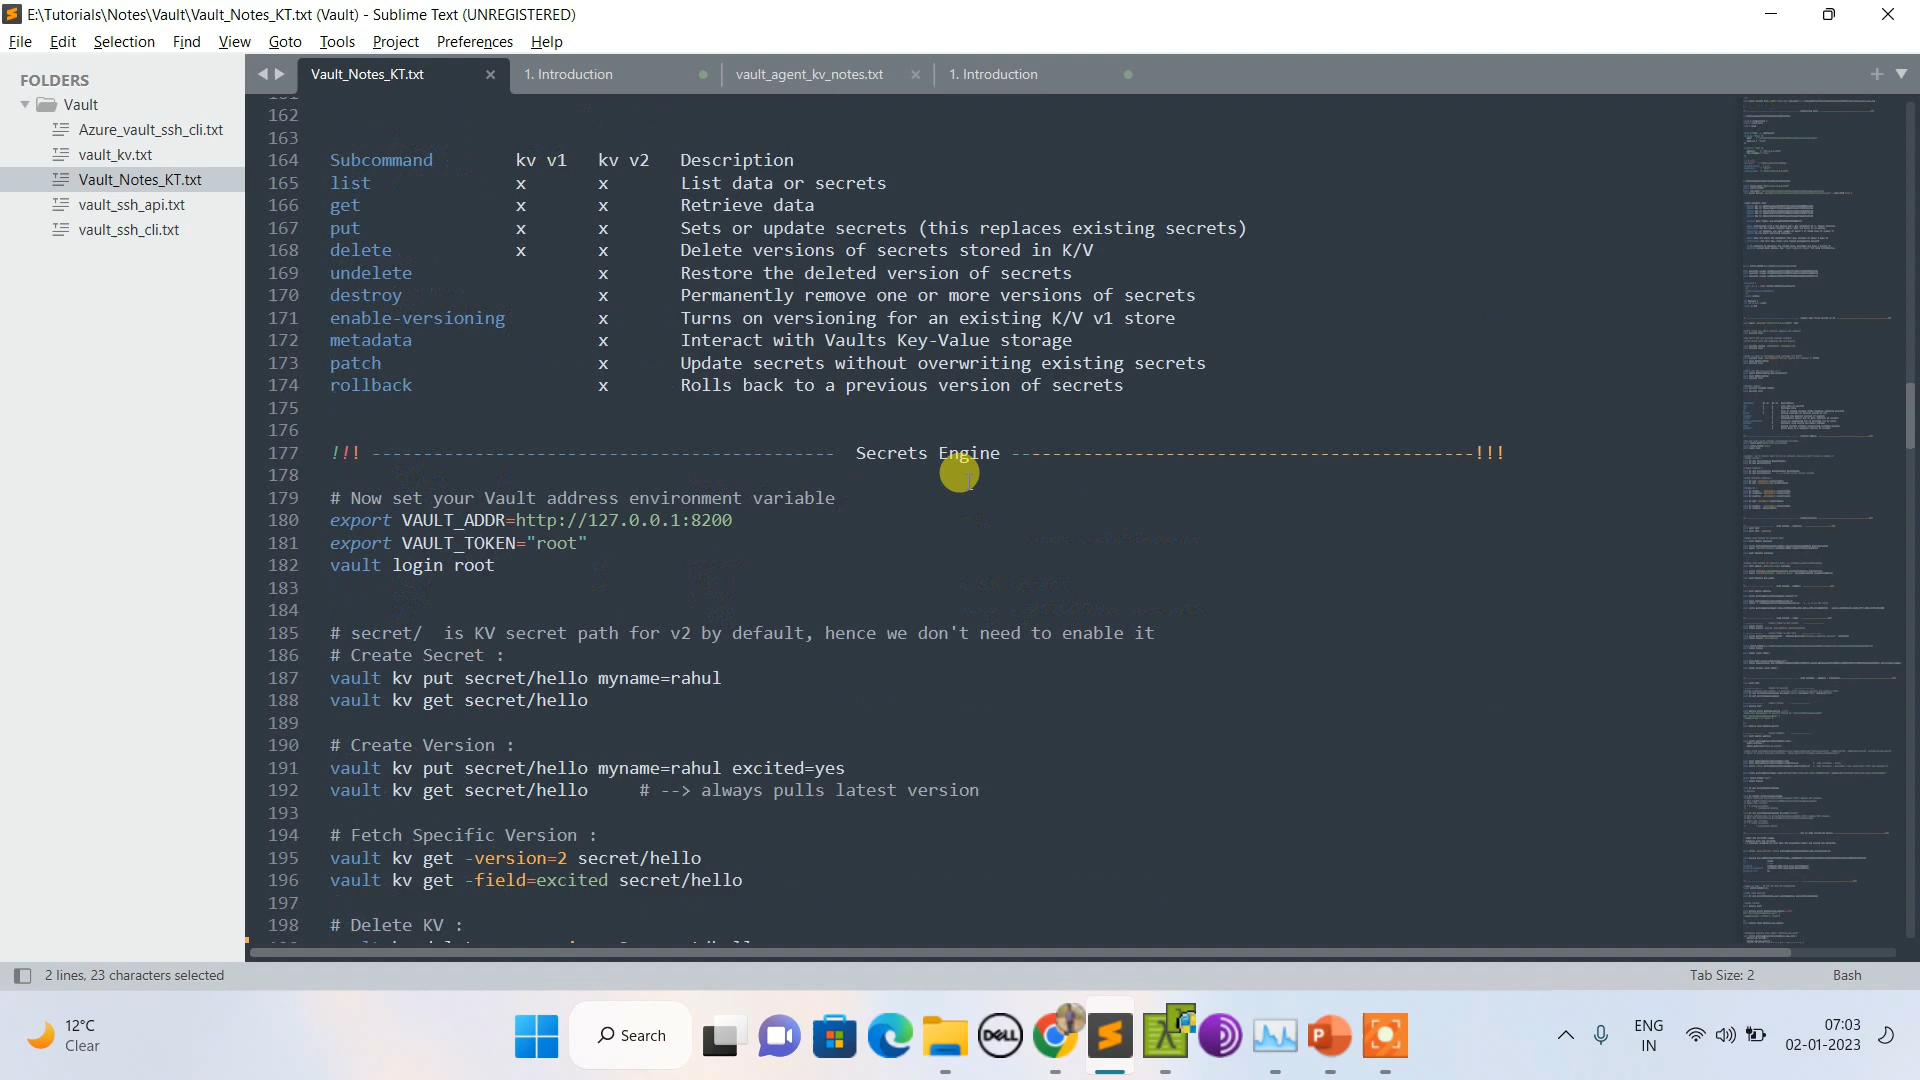 E:\Tutorials\Notes\Vault\Vault_Notes_KT.txt (Vault) - Sublime Text (UNREGISTERED)
File Edit Selection Find View Goto Tools Project Preferences Help
FOLDERS
Vault
Azure_vault_ssh_cli.txt
vault_kv.txt
Vault_Notes_KT.txt
vault_ssh_api.txt
vault_ssh_cli.txt
Vault_Notes_KT.txt 1. Introduction vault_agent_kv_notes.txt 1. Introduction
162
163
164 Subcommand kv v1 kv v2 Description
165 list x x List data or secrets
166 get x x Retrieve data
167 put x x Sets or update secrets (this replaces existing secrets)
168 delete x x Delete versions of secrets stored in K/V
169 undelete x Restore the deleted version of secrets
170 destroy x Permanently remove one or more versions of secrets
171 enable-versioning x Turns on versioning for an existing K/V v1 store
172 metadata x Interact with Vaults Key-Value storage
173 patch x Update secrets without overwriting existing secrets
174 rollback x Rolls back to a previous version of secrets
175
176
177 !!! --------------------------------------------- Secrets Engine ---------------------------------------------!!!
178
179 # Now set your Vault address environment variable
180 export VAULT_ADDR=http://127.0.0.1:8200
181 export VAULT_TOKEN="root"
182 vault login root
183
184
185 # secret/ is KV secret path for v2 by default, hence we don't need to enable it
186 # Create Secret :
187 vault kv put secret/hello myname=rahul
188 vault kv get secret/hello
189
190 # Create Version :
191 vault kv put secret/hello myname=rahul excited=yes
192 vault kv get secret/hello # --> always pulls latest version
193
194 # Fetch Specific Version :
195 vault kv get -version=2 secret/hello
196 vault kv get -field=excited secret/hello
197
198 # Delete KV :
2 lines, 23 characters selected
Tab Size: 2 Bash
12°C
Clear
Search
DELL
ENG
IN
07:03
02-01-2023